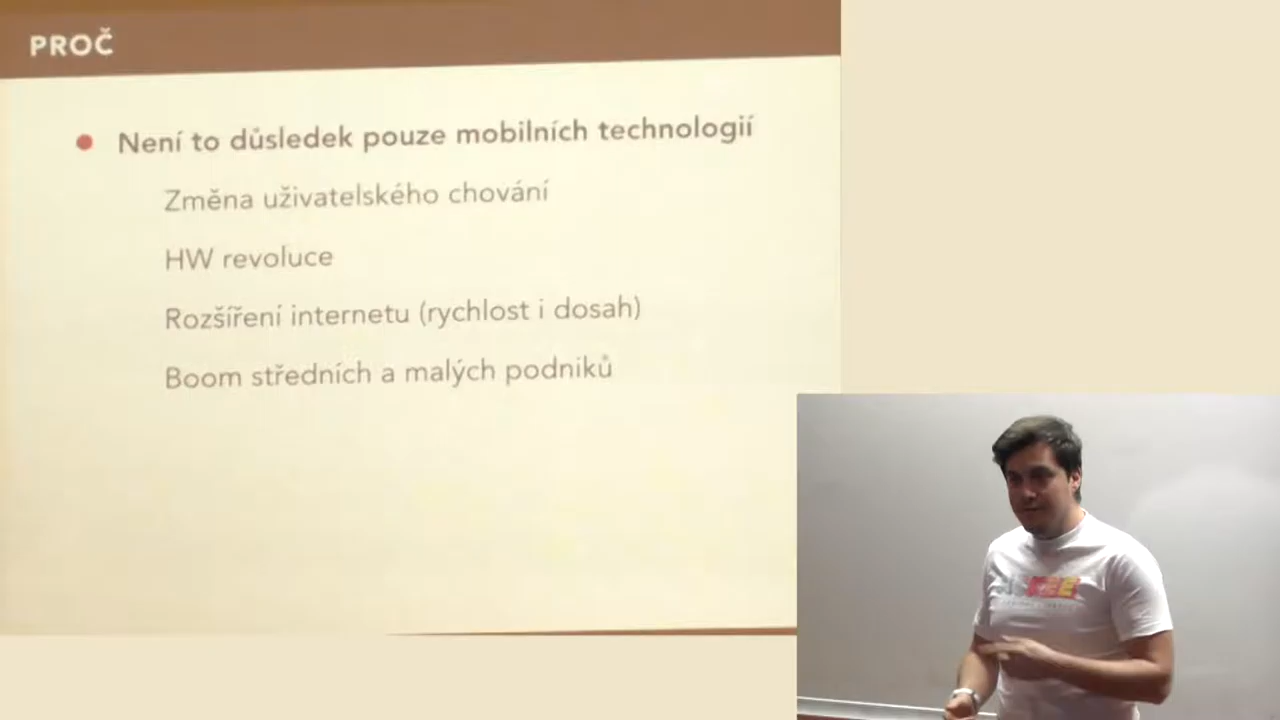 PROČ
Není to důsledek pouze mobilních technologií
Změna uživatelského chování
HW revoluce
Rozšíření internetu (rychlost i dosah)
Boom středních a malých podniků